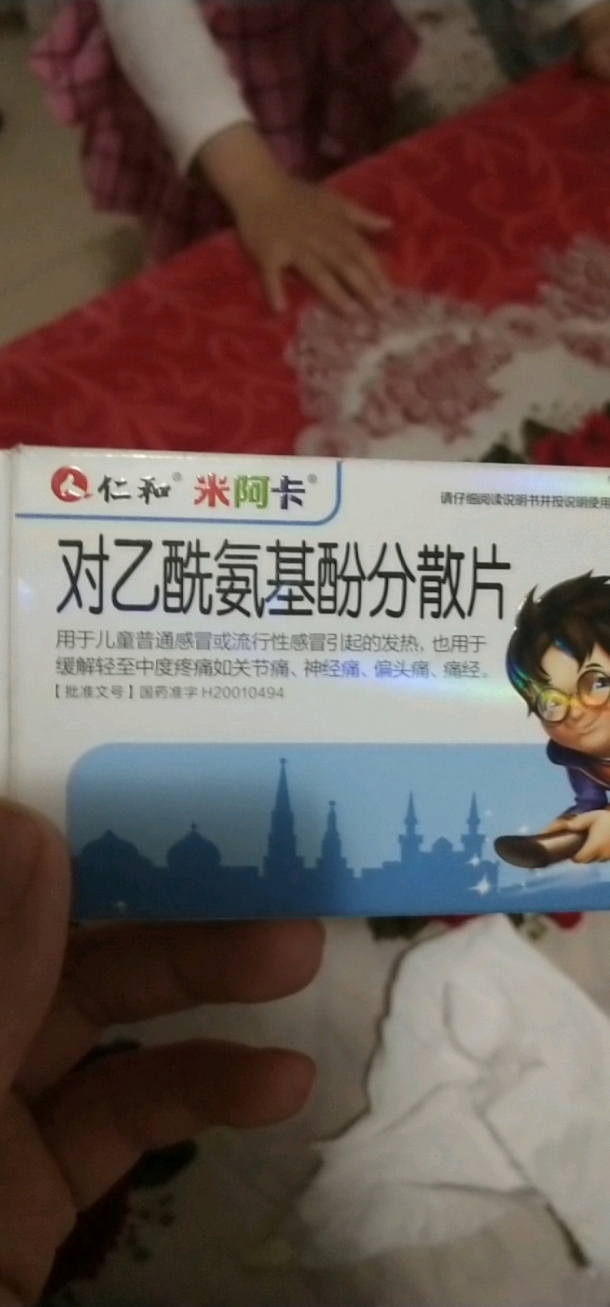 仁和® 米阿卡®
请仔细阅读说明书并按说明使用
对乙酰氨基酚分散片
用于儿童普通感冒或流行性感冒引起的发热，也用于
缓解轻至中度疼痛如关节痛、神经痛、偏头痛、痛经。
【批准文号】国药准字 H20010494